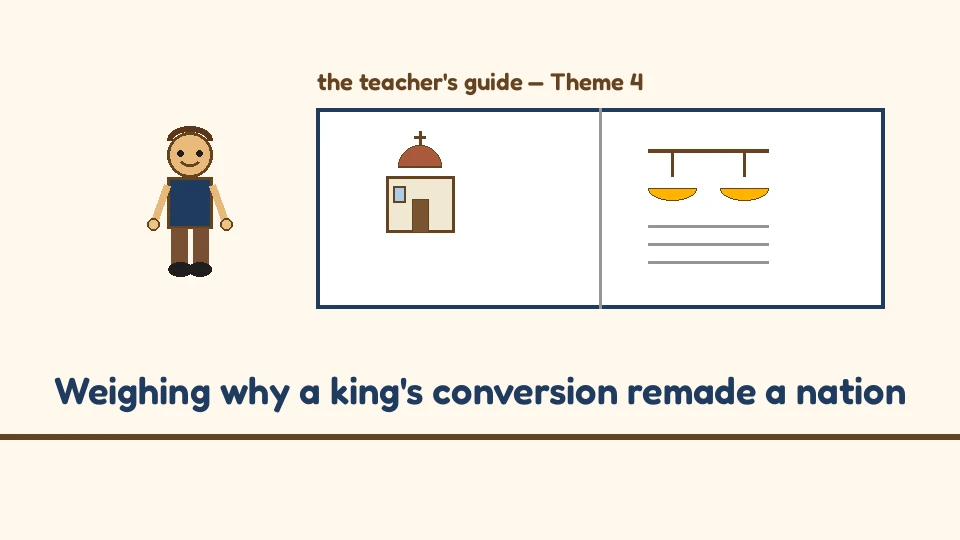 the teacher's guide — Theme 4
Weighing why a king's conversion remade a nation